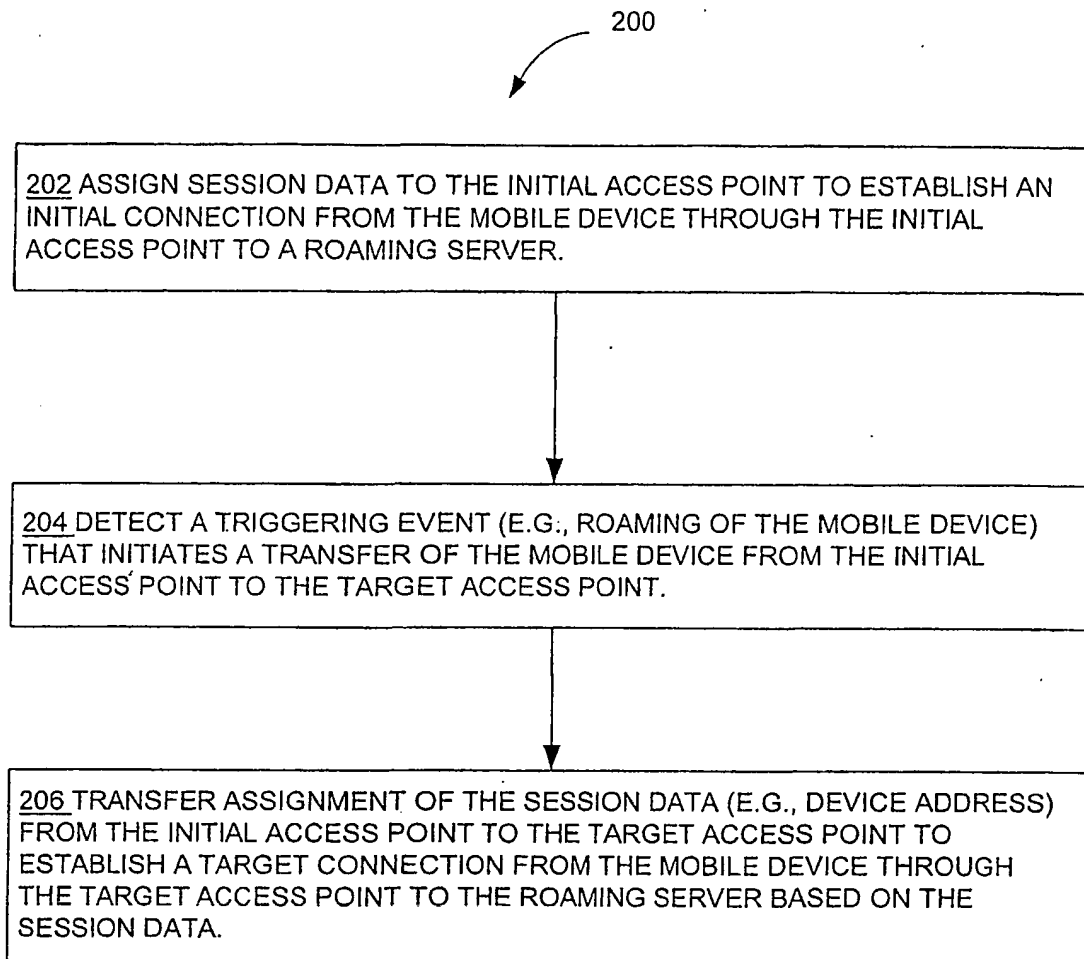 200
202 ASSIGN SESSION DATA TO THE INITIAL ACCESS POINT TO ESTABLISH AN
INITIAL CONNECTION FROM THE MOBILE DEVICE THROUGH THE INITIAL
ACCESS POINT TO A ROAMING SERVER.
204 DETECT A TRIGGERING EVENT (E.G., ROAMING OF THE MOBILE DEVICE)
THAT INITIATES A TRANSFER OF THE MOBILE DEVICE FROM THE INITIAL
ACCESS POINT TO THE TARGET ACCESS POINT.
206 TRANSFER ASSIGNMENT OF THE SESSION DATA (E.G., DEVICE ADDRESS)
FROM THE INITIAL ACCESS POINT TO THE TARGET ACCESS POINT TO
ESTABLISH A TARGET CONNECTION FROM THE MOBILE DEVICE THROUGH
THE TARGET ACCESS POINT TO THE ROAMING SERVER BASED ON THE
SESSION DATA.